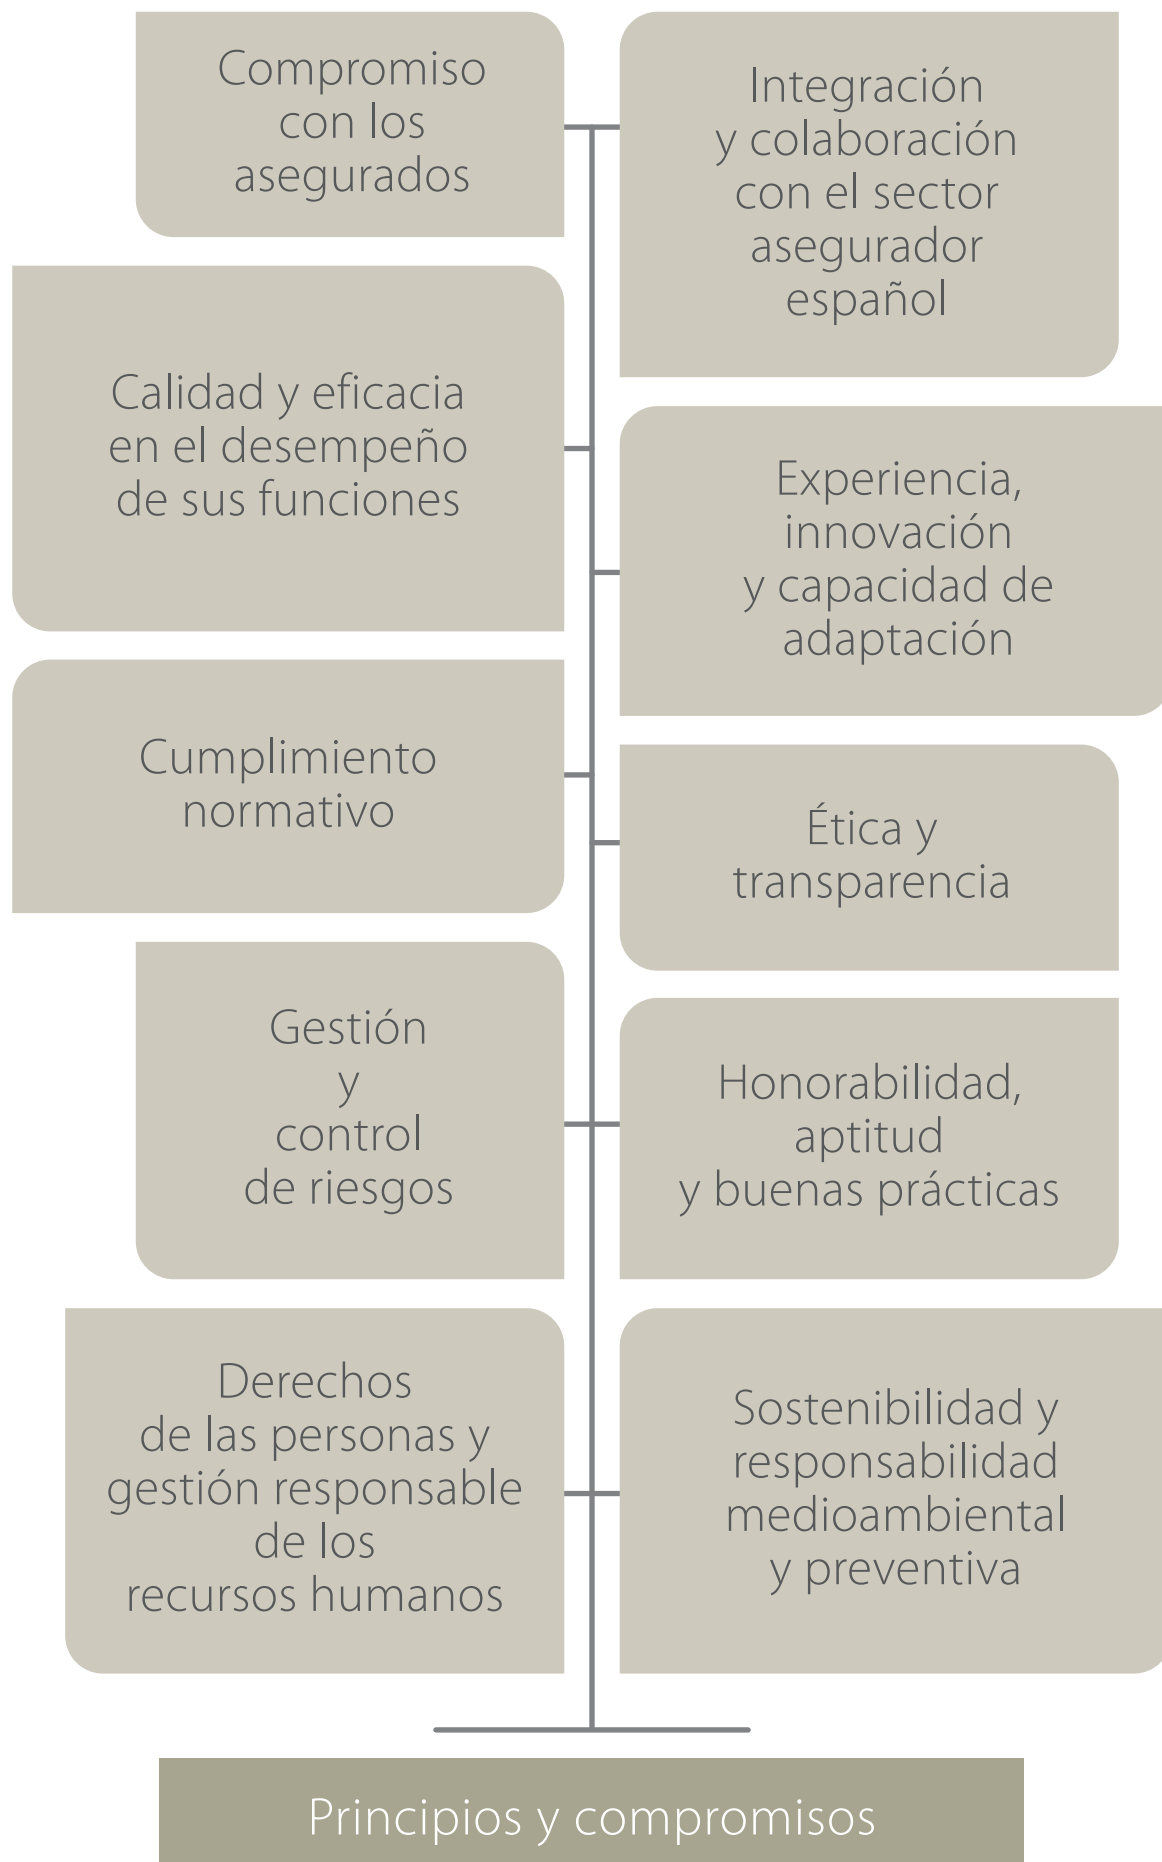 Compromiso
con los
asegurados
Integración
y colaboración
con el sector
asegurador
español
Calidad y eficacia
en el desempeño
de sus funciones
Experiencia,
innovación
y capacidad de
adaptación
Cumplimiento
normativo
Ética y
transparencia
Gestión
y
control
de riesgos
Honorabilidad,
aptitud
y buenas prácticas
Derechos
de las personas y
gestión responsable
de los
recursos humanos
Sostenibilidad y
responsabilidad
medioambiental
y preventiva
Principios y compromisos